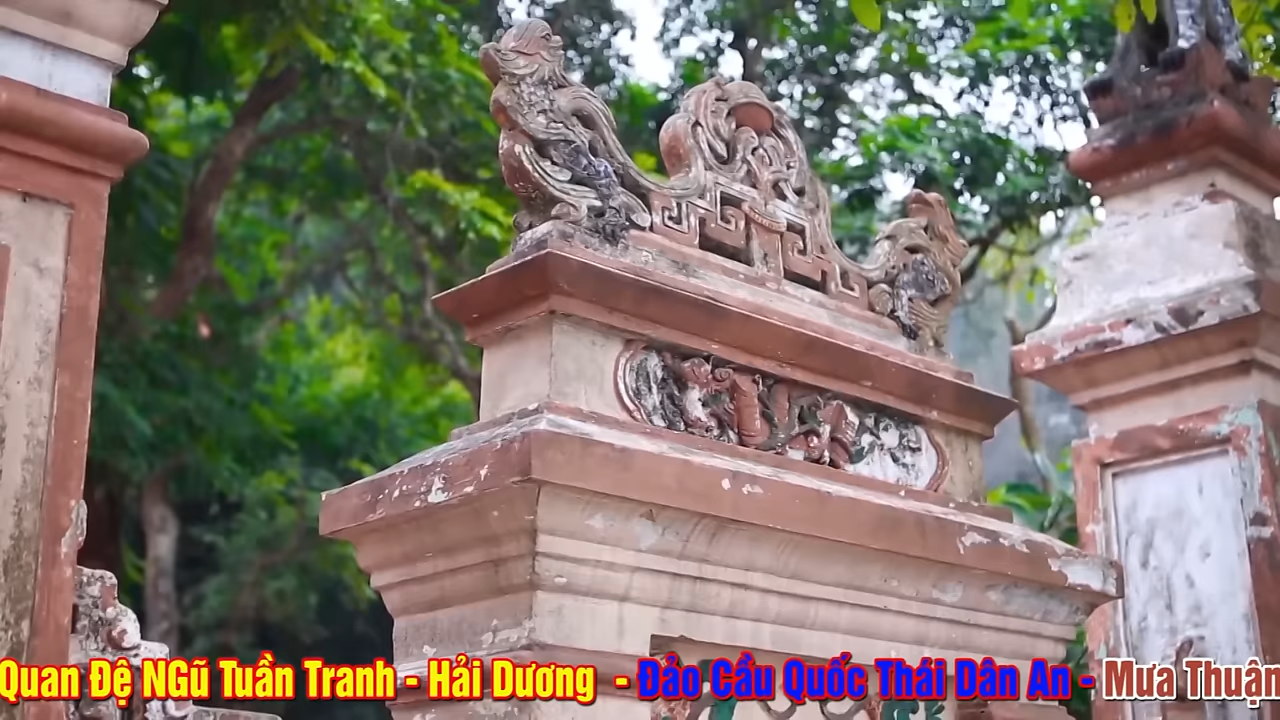 Quan Đệ NGũ Tuần Tranh - Hải Dương - Đảo Cầu Quốc Thái Dân An - Mưa Thuận